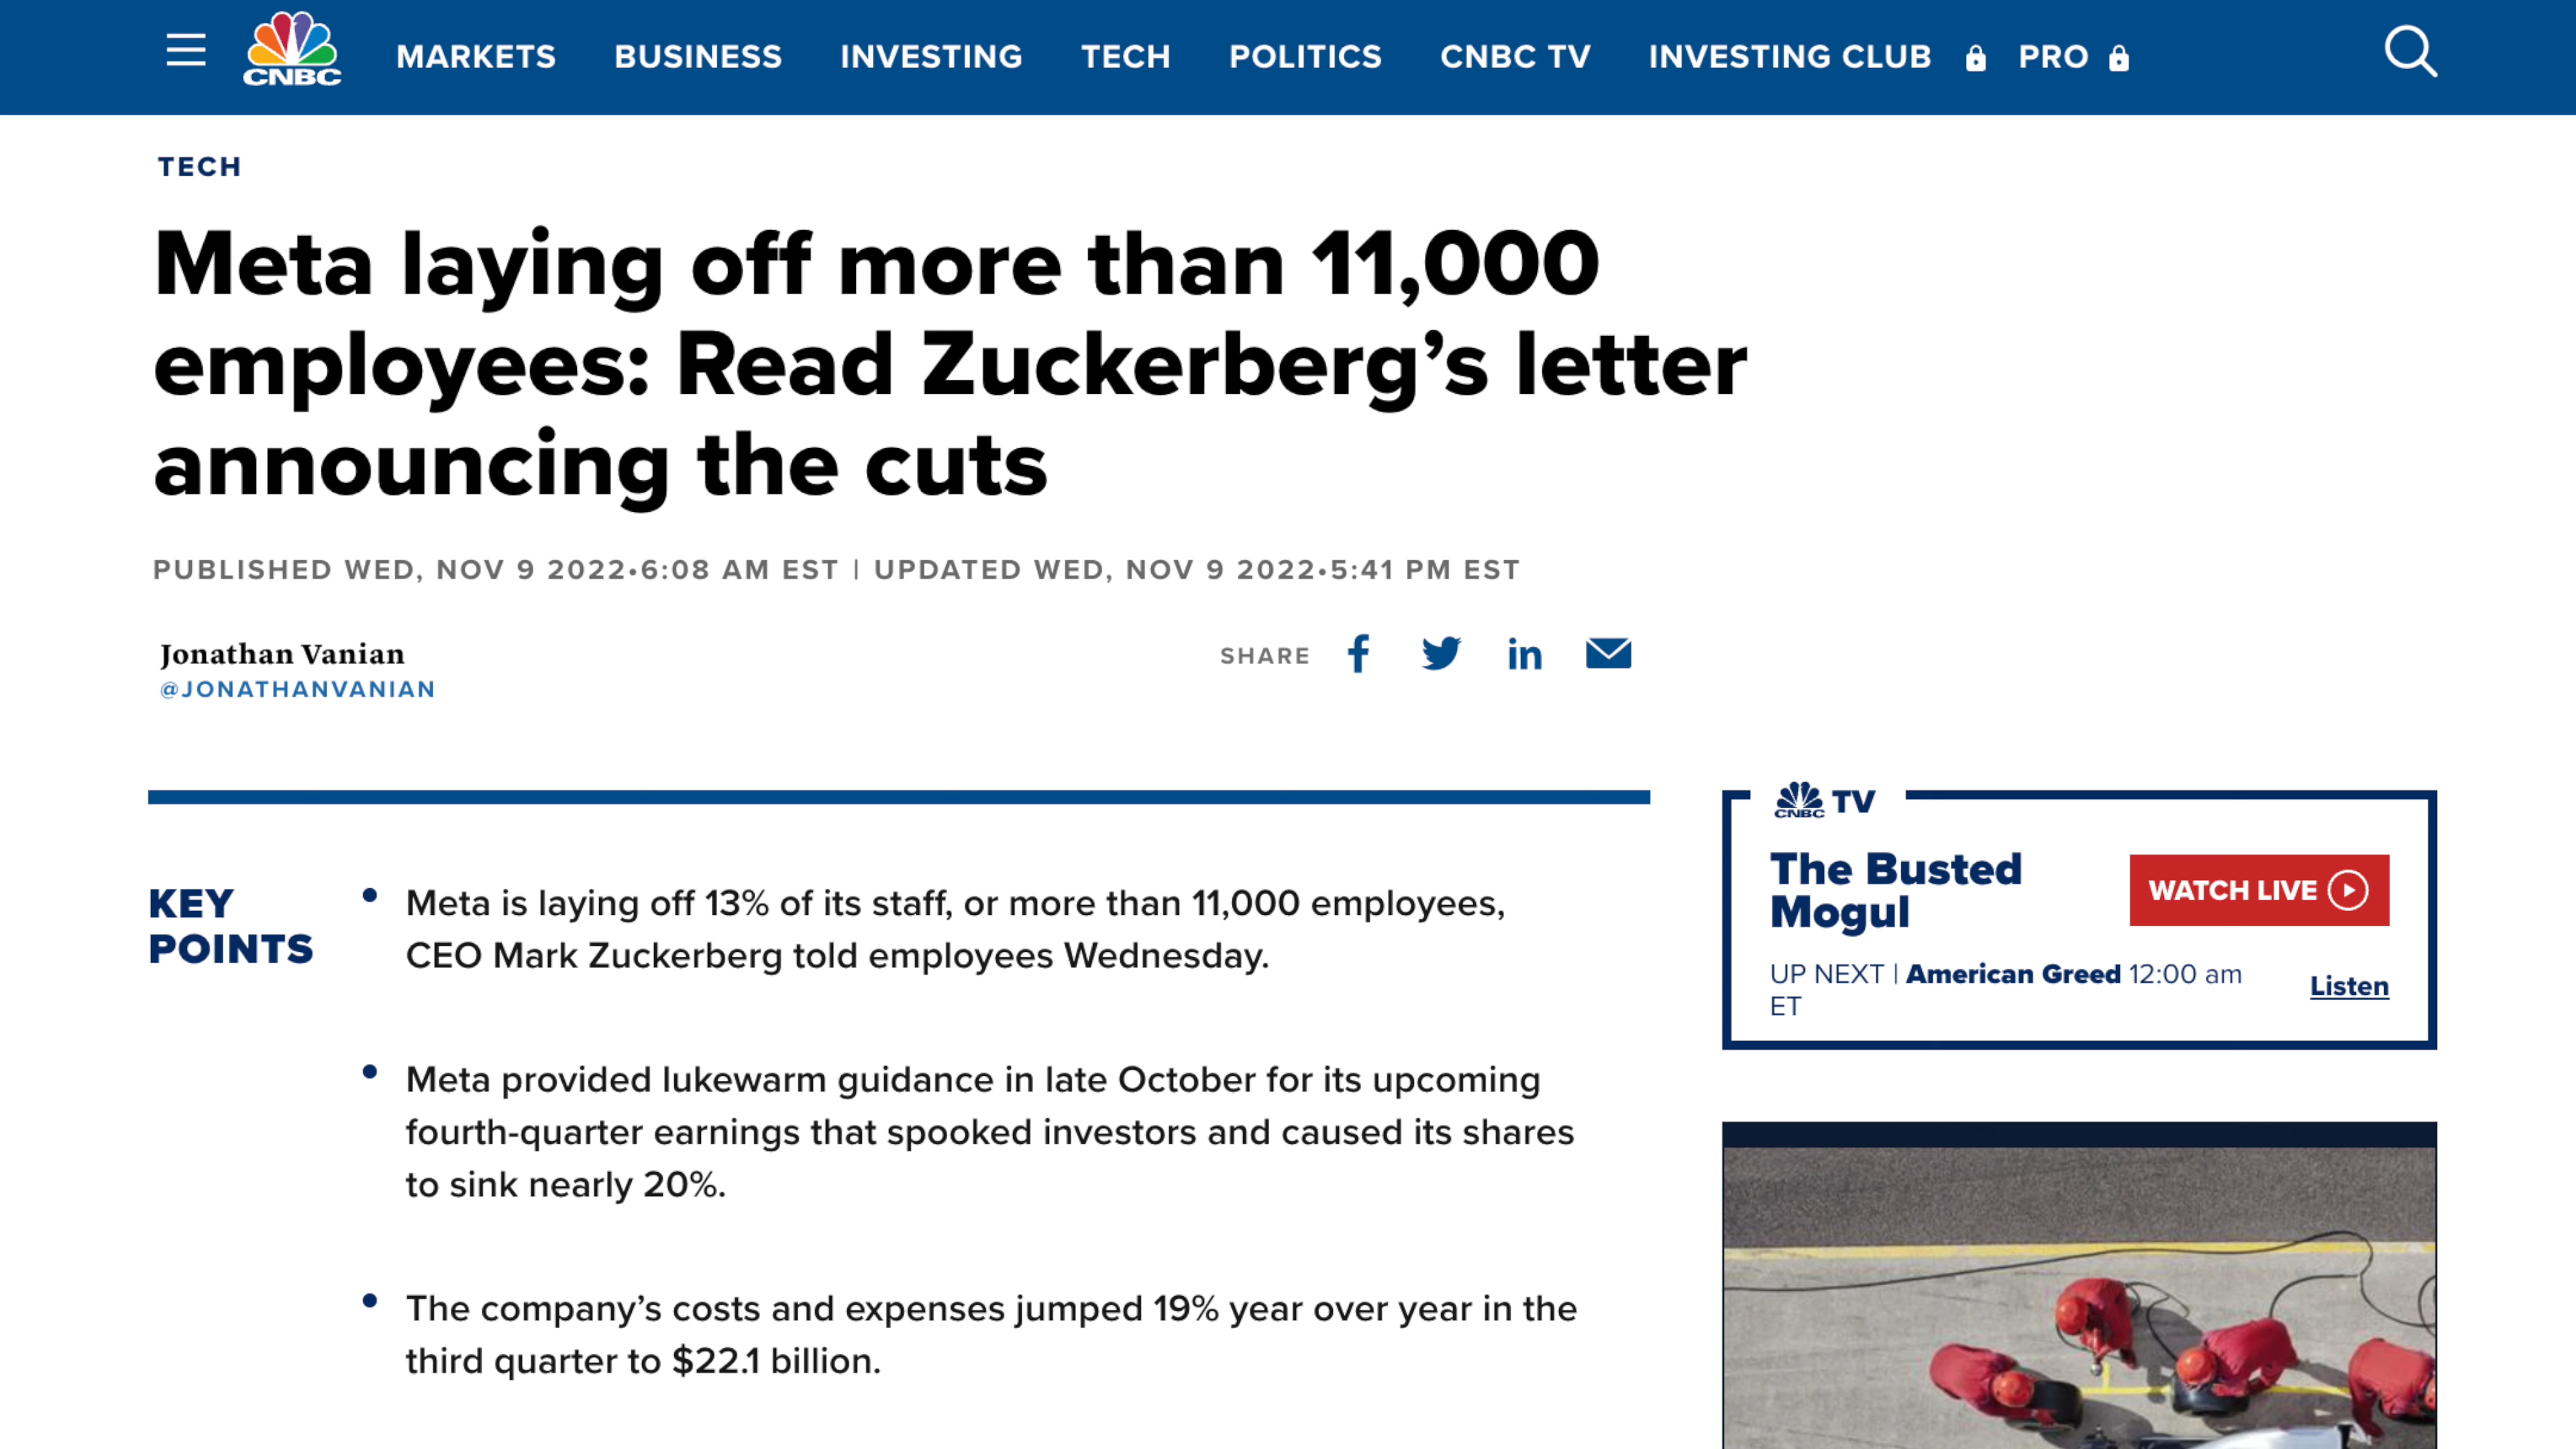 CNBC
MARKETS BUSINESS INVESTING TECH POLITICS CNBC TV INVESTING CLUB PRO
TECH
Meta laying off more than 11,000
employees: Read Zuckerberg’s letter
announcing the cuts
PUBLISHED WED, NOV 9 2022•6:08 AM EST | UPDATED WED, NOV 9 2022•5:41 PM EST
Jonathan Vanian
@JONATHANVANIAN
SHARE f in
KEY
POINTS
• Meta is laying off 13% of its staff, or more than 11,000 employees,
CEO Mark Zuckerberg told employees Wednesday.
• Meta provided lukewarm guidance in late October for its upcoming
fourth-quarter earnings that spooked investors and caused its shares
to sink nearly 20%.
• The company’s costs and expenses jumped 19% year over year in the
third quarter to $22.1 billion.
CNBC TV
The Busted
Mogul
WATCH LIVE
UP NEXT | American Greed 12:00 am
ET
Listen